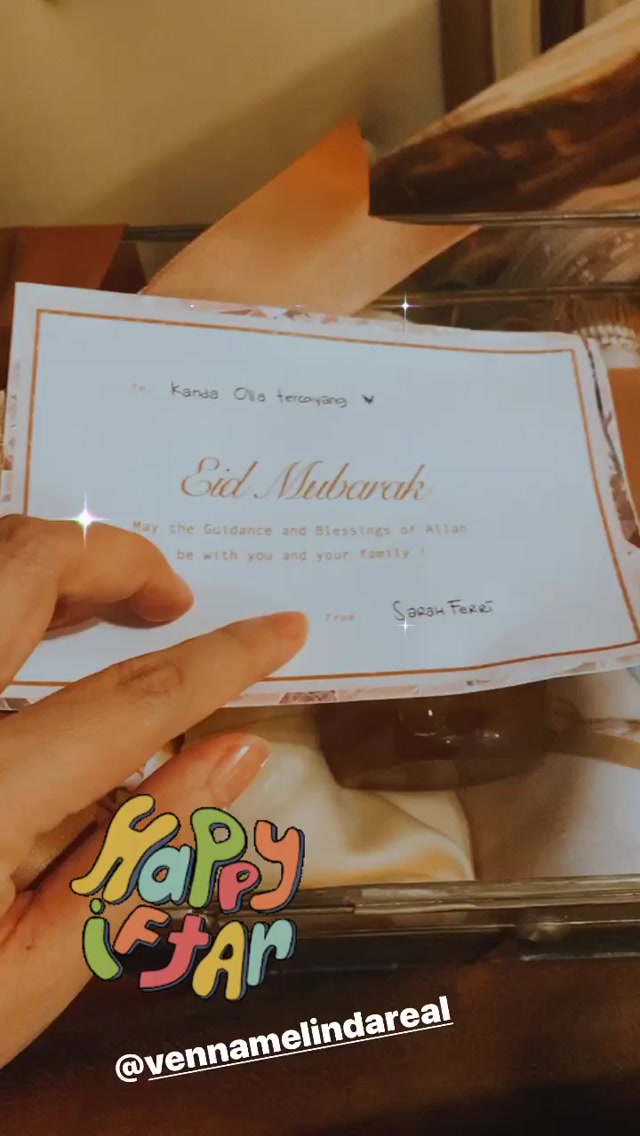 To Kanda Olla tercayang
Eid Mubarak
May the Guidance and Blessings of Allah
be with you and your family !
From Sarah Ferri
Happy
iftar
@vennamelindareal